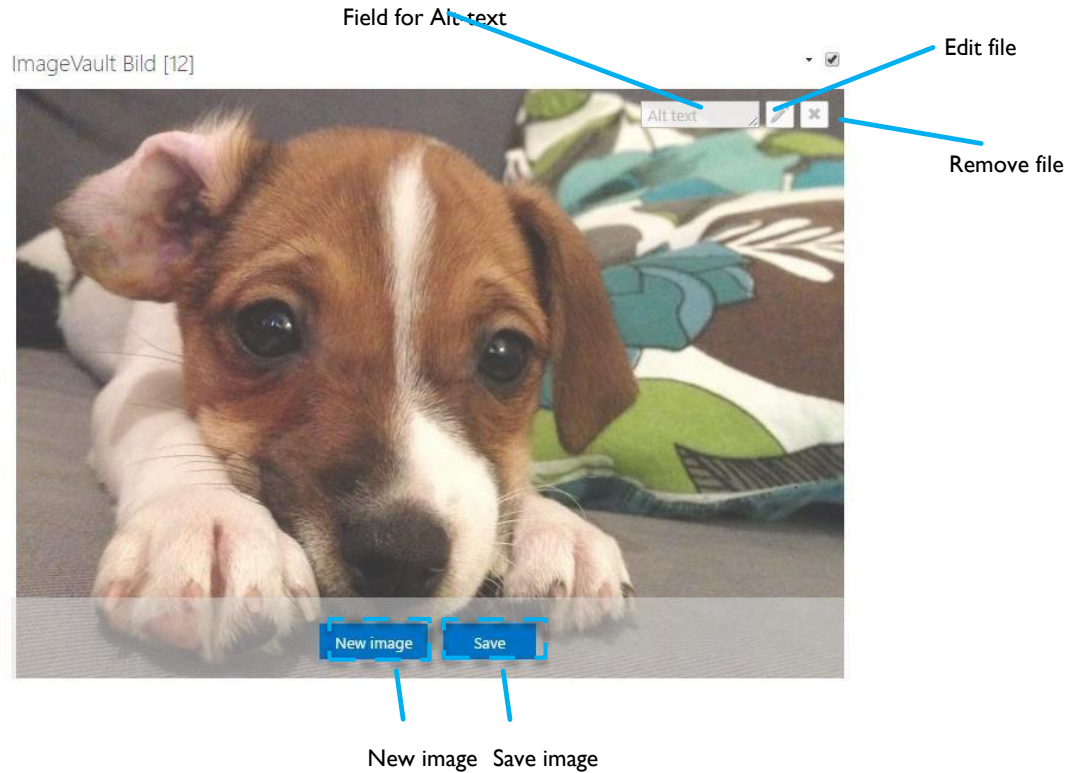 Field for Alt text
Edit file
ImageVault Bild [12]
Alt text
Remove file
New image
Save
New image
Save image